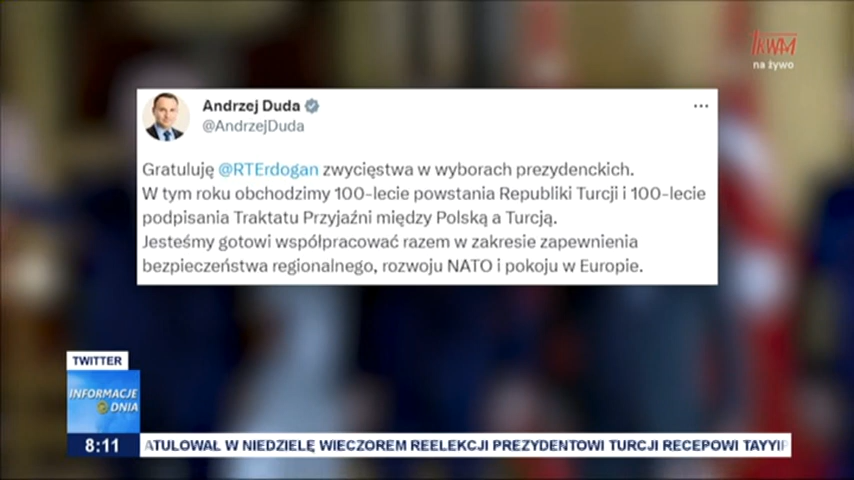 TRWAM
na żywo
Andrzej Duda
@AndrzejDuda
Gratuluję @RTErdogan zwycięstwa w wyborach prezydenckich.
W tym roku obchodzimy 100-lecie powstania Republiki Turcji i 100-lecie
podpisania Traktatu Przyjaźni między Polską a Turcją.
Jesteśmy gotowi współpracować razem w zakresie zapewnienia
bezpieczeństwa regionalnego, rozwoju NATO i pokoju w Europie.
TWITTER
INFORMACJE
DNIA
8:11 ATULOWAŁ W NIEDZIELĘ WIECZOREM REELEKCJI PREZYDENTOWI TURCJI RECEPOWI TAYYIP